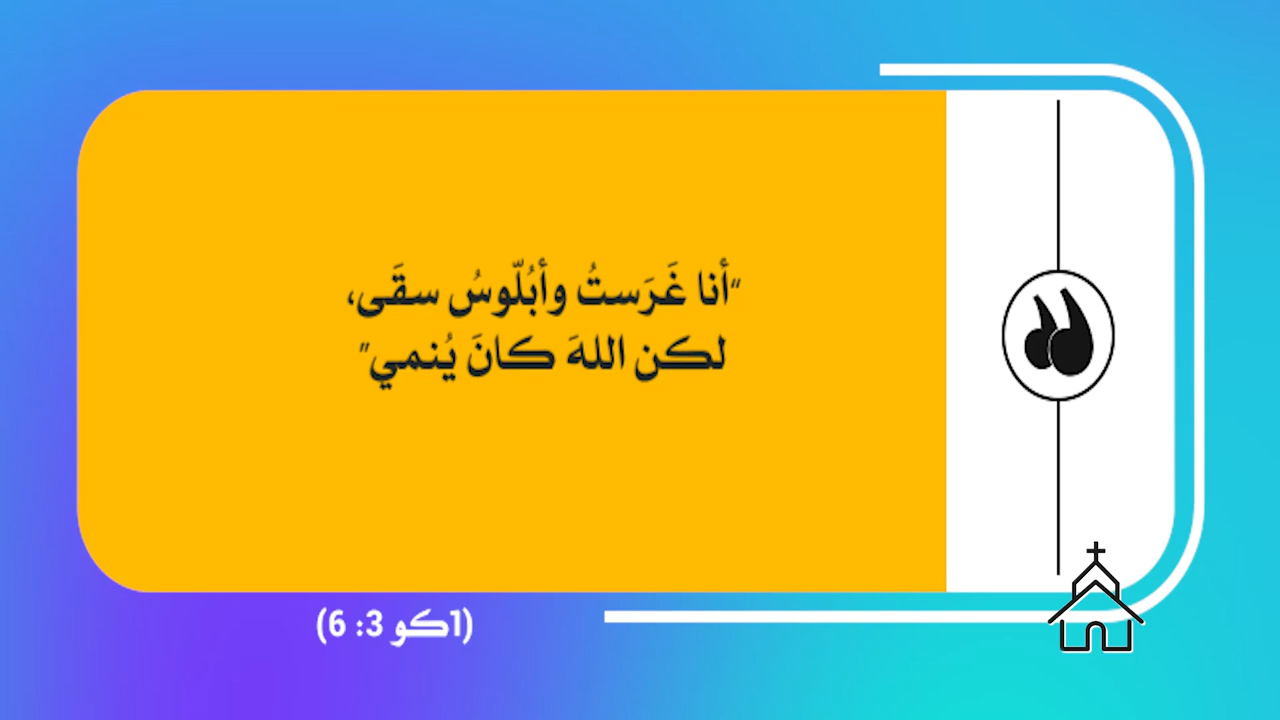 “أنا غَرَستُ وأبُلّوسُ سقَى،
لكن اللهَ كانَ يُنمي”
(1كو 3: 6)